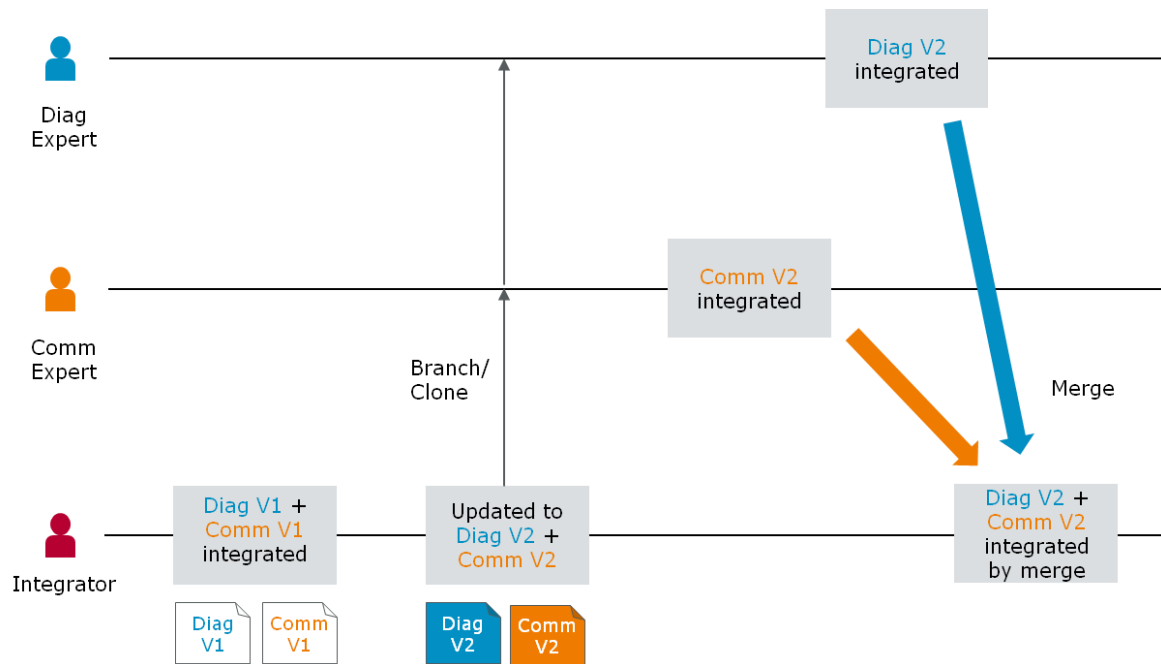 Diag
Expert
Diag V2
integrated
Comm
Expert
Comm V2
integrated
Branch/
Clone
Merge
Integrator
Diag V1 +
Comm V1
integrated
Updated to
Diag V2 +
Comm V2
Diag V2 +
Comm V2
integrated
by merge
Diag
V1
Comm
V1
Diag
V2
Comm
V2